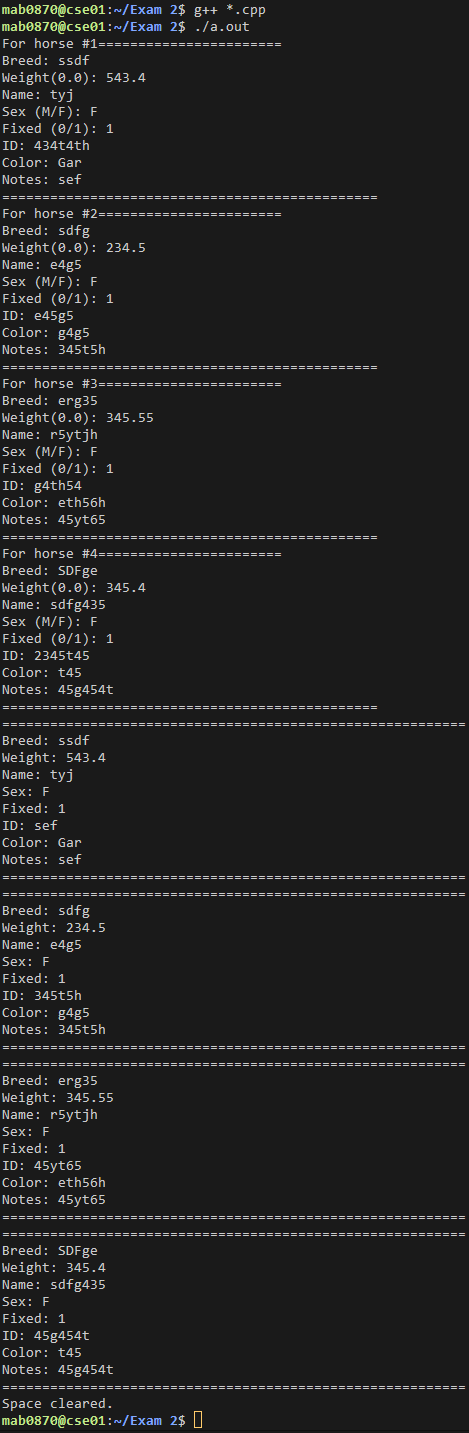 mab0870@cse01:~/Exam 2$ g++ *.cpp
mab0870@cse01:~/Exam 2$ ./a.out
For horse #1=======================
Breed: ssdf
Weight(0.0): 543.4
Name: tyj
Sex (M/F): F
Fixed (0/1): 1
ID: 434t4th
Color: Gar
Notes: sef
===============================================
For horse #2=======================
Breed: sdfg
Weight(0.0): 234.5
Name: e4g5
Sex (M/F): F
Fixed (0/1): 1
ID: e45g5
Color: g4g5
Notes: 345t5h
===============================================
For horse #3=======================
Breed: erg35
Weight(0.0): 345.55
Name: r5ytjh
Sex (M/F): F
Fixed (0/1): 1
ID: g4th54
Color: eth56h
Notes: 45yt65
===============================================
For horse #4=======================
Breed: SDFge
Weight(0.0): 345.4
Name: sdfg435
Sex (M/F): F
Fixed (0/1): 1
ID: 2345t45
Color: t45
Notes: 45g454t
===============================================
==========================================================
Breed: ssdf
Weight: 543.4
Name: tyj
Sex: F
Fixed: 1
ID: sef
Color: Gar
Notes: sef
==========================================================
==========================================================
Breed: sdfg
Weight: 234.5
Name: e4g5
Sex: F
Fixed: 1
ID: 345t5h
Color: g4g5
Notes: 345t5h
==========================================================
==========================================================
Breed: erg35
Weight: 345.55
Name: r5ytjh
Sex: F
Fixed: 1
ID: 45yt65
Color: eth56h
Notes: 45yt65
==========================================================
==========================================================
Breed: SDFge
Weight: 345.4
Name: sdfg435
Sex: F
Fixed: 1
ID: 45g454t
Color: t45
Notes: 45g454t
==========================================================
Space cleared.
mab0870@cse01:~/Exam 2$